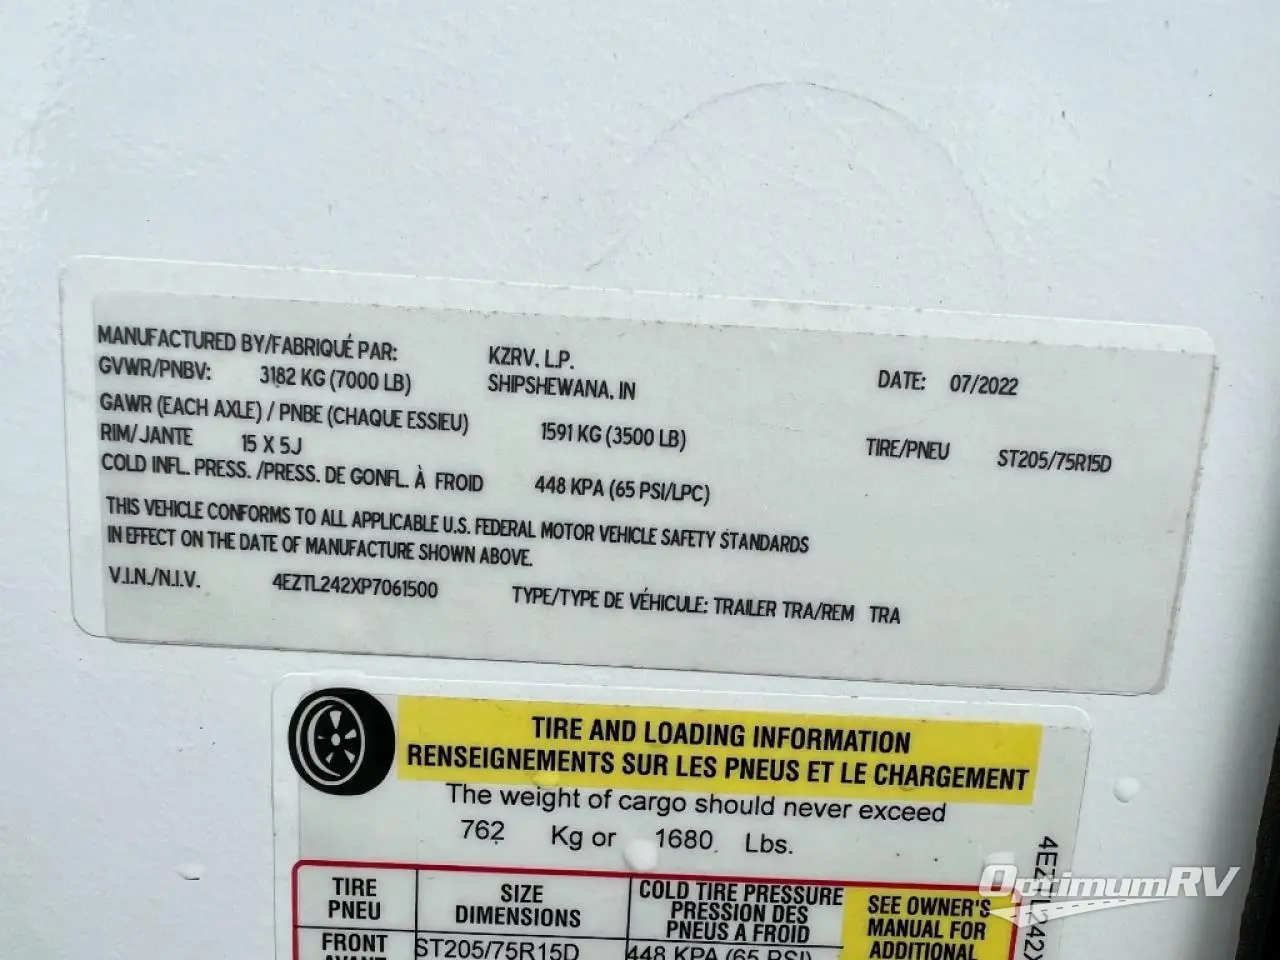 MANUFACTURED BY/FABRIQUÉ PAR: KZRV, L.P.
SHIPSHEWANA, IN DATE: 07/2022
GVWR/PNBV: 3182 KG (7000 LB)
GAWR (EACH AXLE) / PNBE (CHAQUE ESSIEU) 1591 KG (3500 LB) TIRE/PNEU ST205/75R15D
RIM/JANTE 15 X 5J
COLD INFL. PRESS. /PRESS. DE GONFL. À FROID 448 KPA (65 PSI/LPC)
THIS VEHICLE CONFORMS TO ALL APPLICABLE U.S. FEDERAL MOTOR VEHICLE SAFETY STANDARDS
IN EFFECT ON THE DATE OF MANUFACTURE SHOWN ABOVE.
V.I.N./N.I.V. 4EZTL242XP7061500 TYPE/TYPE DE VÉHICULE: TRAILER TRA/REM TRA
TIRE AND LOADING INFORMATION
RENSEIGNEMENTS SUR LES PNEUS ET LE CHARGEMENT
The weight of cargo should never exceed
762 Kg or 1680 Lbs.
TIRE
PNEU
SIZE
DIMENSIONS
COLD TIRE PRESSURE
PRESSION DES
PNEUS A FROID
SEE OWNER'S
MANUAL FOR
ADDITIONAL
FRONT
ST205/75R15D
448 KPA (65 PSI)
OptimumRV